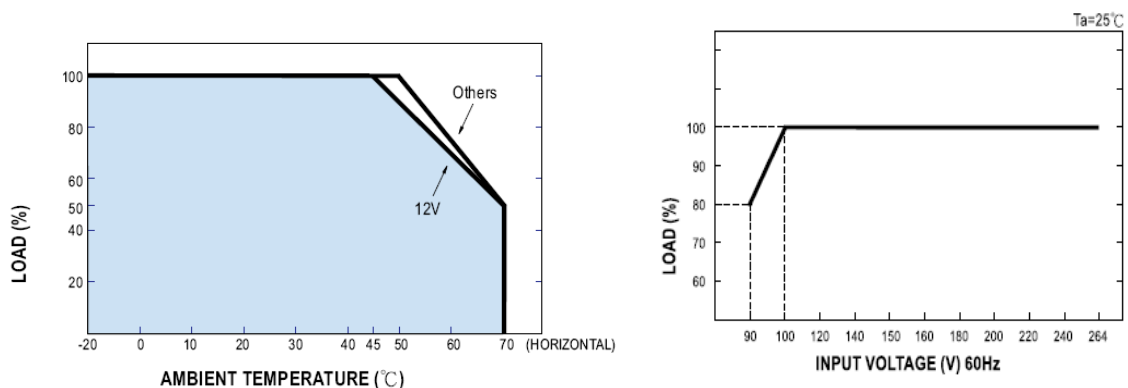 100
80
60
50
40
20
LOAD (%)
Others
12V
-20 0 10 20 30 40 45 50 60 70 (HORIZONTAL)
AMBIENT TEMPERATURE (℃)
Ta=25℃
100
90
80
70
60
LOAD (%)
90 100 120 140 160 180 200 220 240 264
INPUT VOLTAGE (V) 60Hz